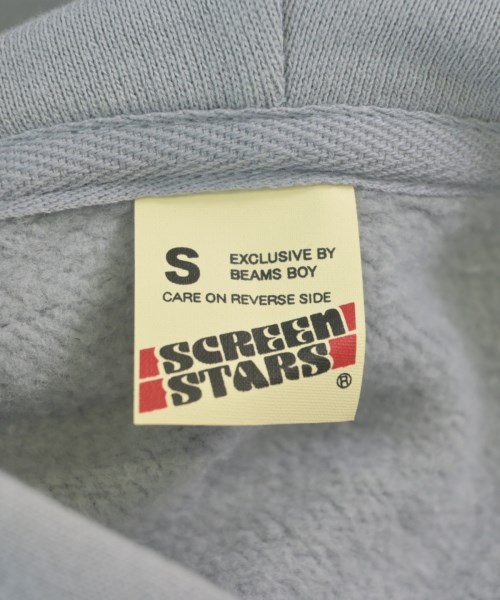 S
EXCLUSIVE BY
BEAMS BOY
CARE ON REVERSE SIDE
SCREEN
STARS®